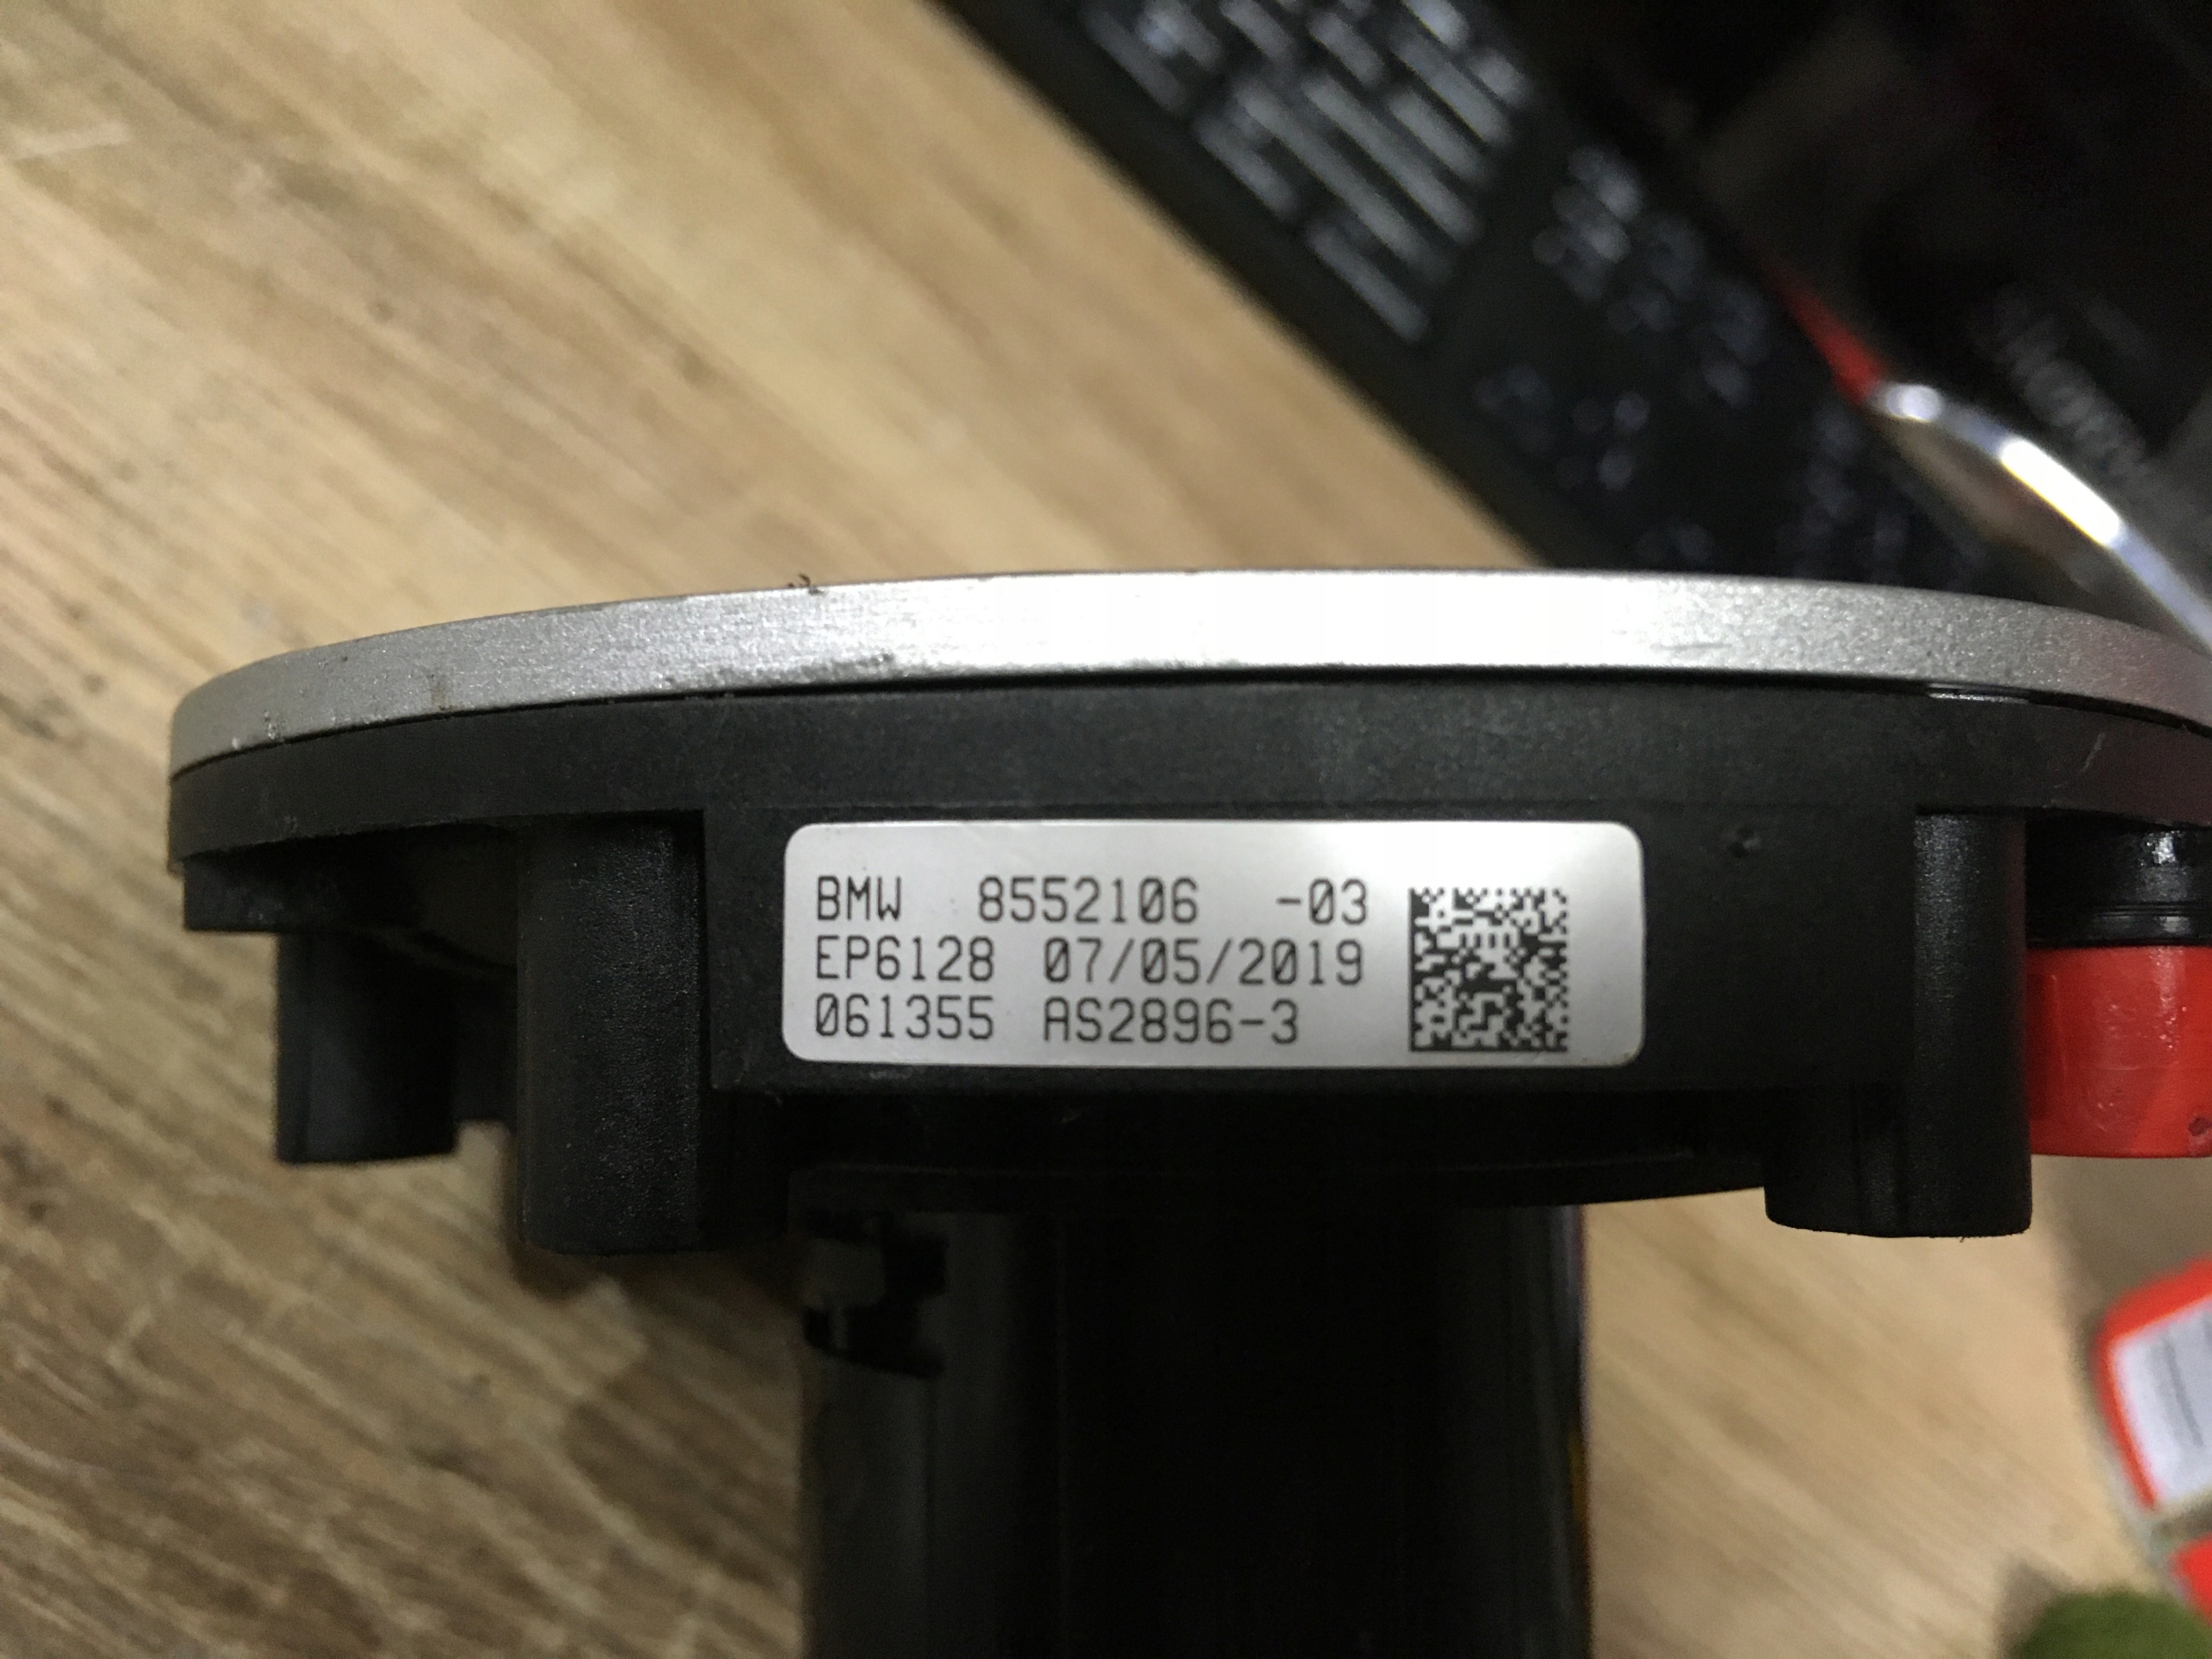 BMW 8552106 -03
EP6128 07/05/2019
061355 AS2896-3